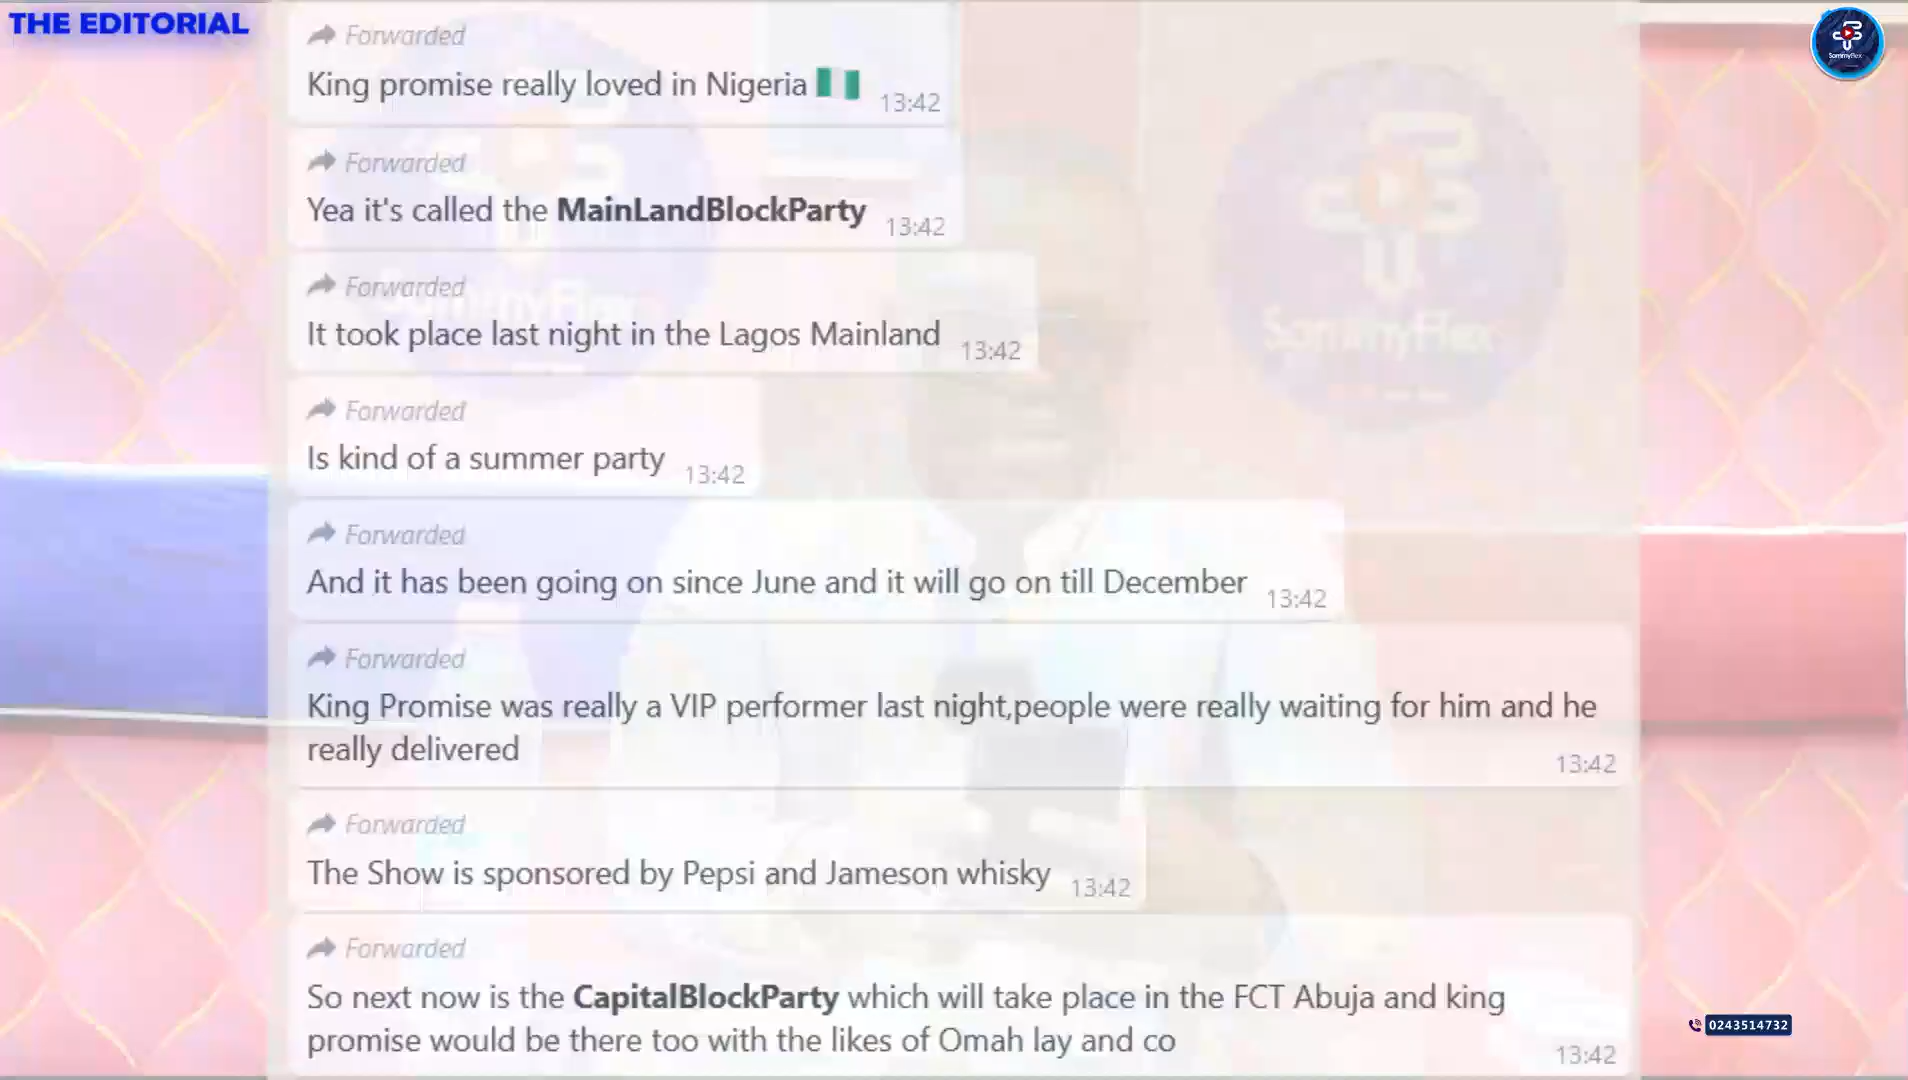 THE EDITORIAL
SammyFlex
Forwarded
King promise really loved in Nigeria 🇳🇬 13:42
Forwarded
Yea it's called the MainLandBlockParty 13:42
Forwarded
It took place last night in the Lagos Mainland 13:42
Forwarded
Is kind of a summer party 13:42
Forwarded
And it has been going on since June and it will go on till December 13:42
Forwarded
King Promise was really a VIP performer last night,people were really waiting for him and he
really delivered 13:42
Forwarded
The Show is sponsored by Pepsi and Jameson whisky 13:42
Forwarded
So next now is the CapitalBlockParty which will take place in the FCT Abuja and king
promise would be there too with the likes of Omah lay and co 13:42
SammyFlex
SammyFlex
0243514732